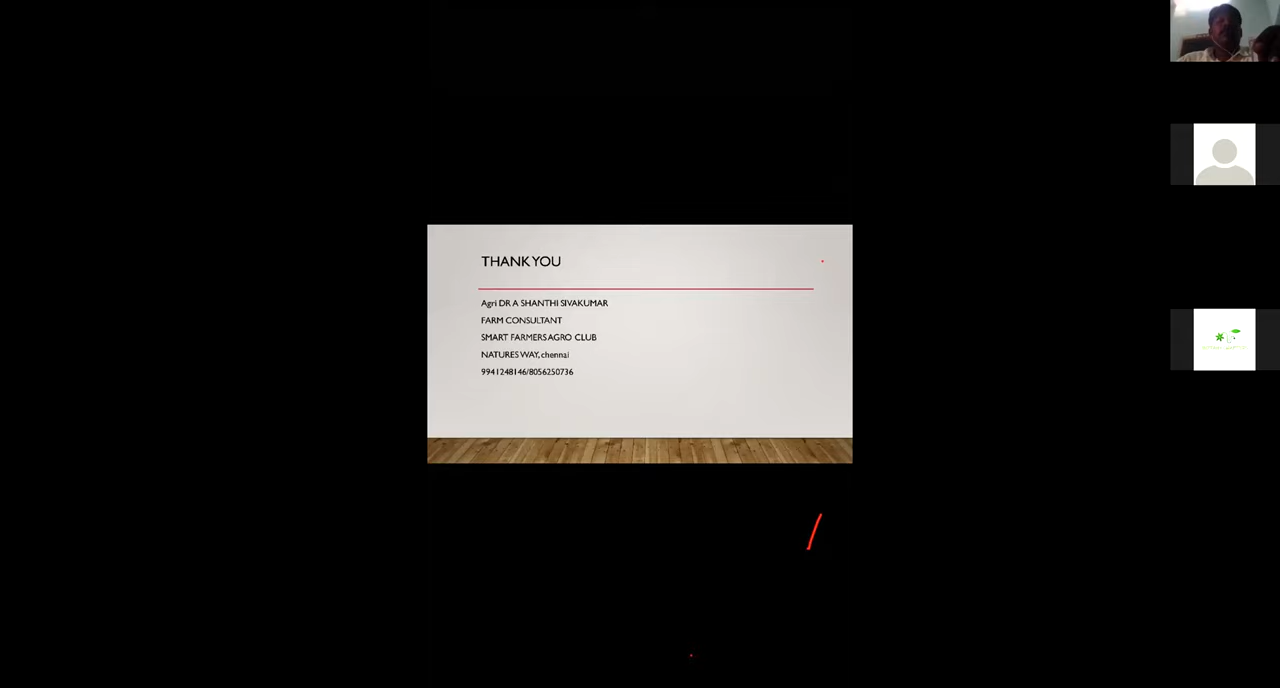 THANK YOU
Agri DR A SHANTHI SIVAKUMAR
FARM CONSULTANT
SMART FARMERS AGRO CLUB
NATURES WAY, chennai
9941248146/8056250736